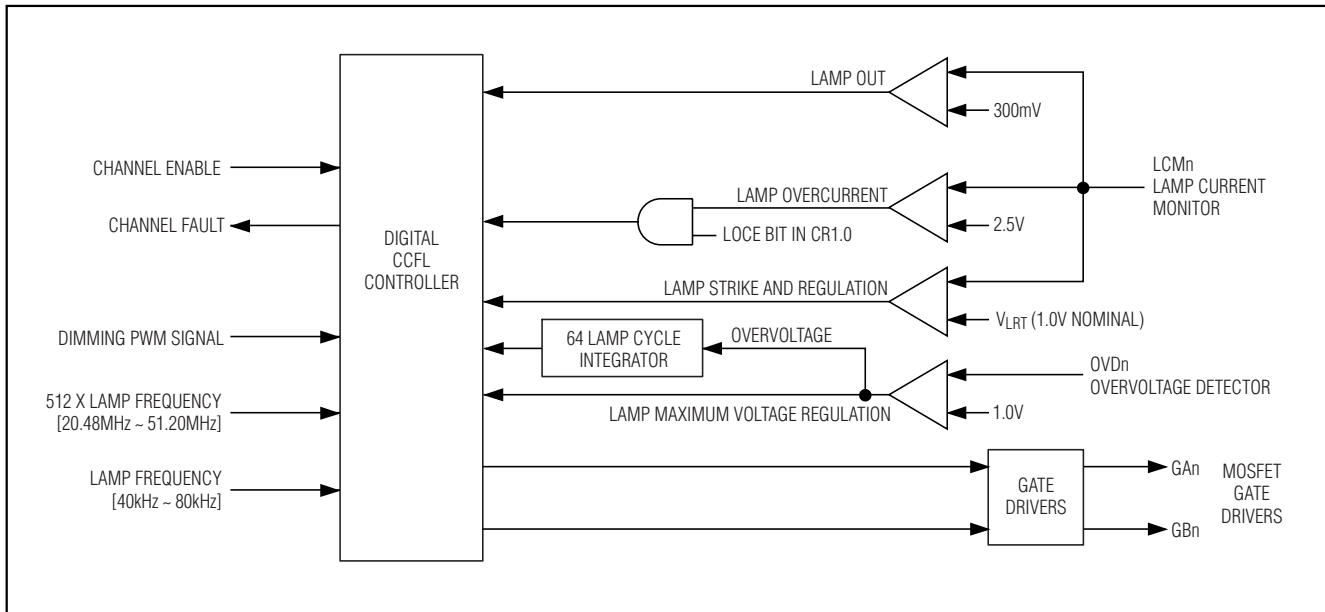 CHANNEL ENABLE
CHANNEL FAULT
DIMMING PWM SIGNAL
512 X LAMP FREQUENCY
[20.48MHz ~ 51.20MHz]
LAMP FREQUENCY
[40kHz ~ 80kHz]
DIGITAL
CCFL
CONTROLLER
LAMP OUT
300mV
LAMP OVERCURRENT
2.5V
LOCE BIT IN CR1.0
LCMn
LAMP CURRENT
MONITOR
LAMP STRIKE AND REGULATION
VLRT (1.0V NOMINAL)
64 LAMP CYCLE
INTEGRATOR
OVERVOLTAGE
LAMP MAXIMUM VOLTAGE REGULATION
1.0V
OVDn
OVERVOLTAGE DETECTOR
GATE
DRIVERS
GAn
GBn
MOSFET
GATE
DRIVERS